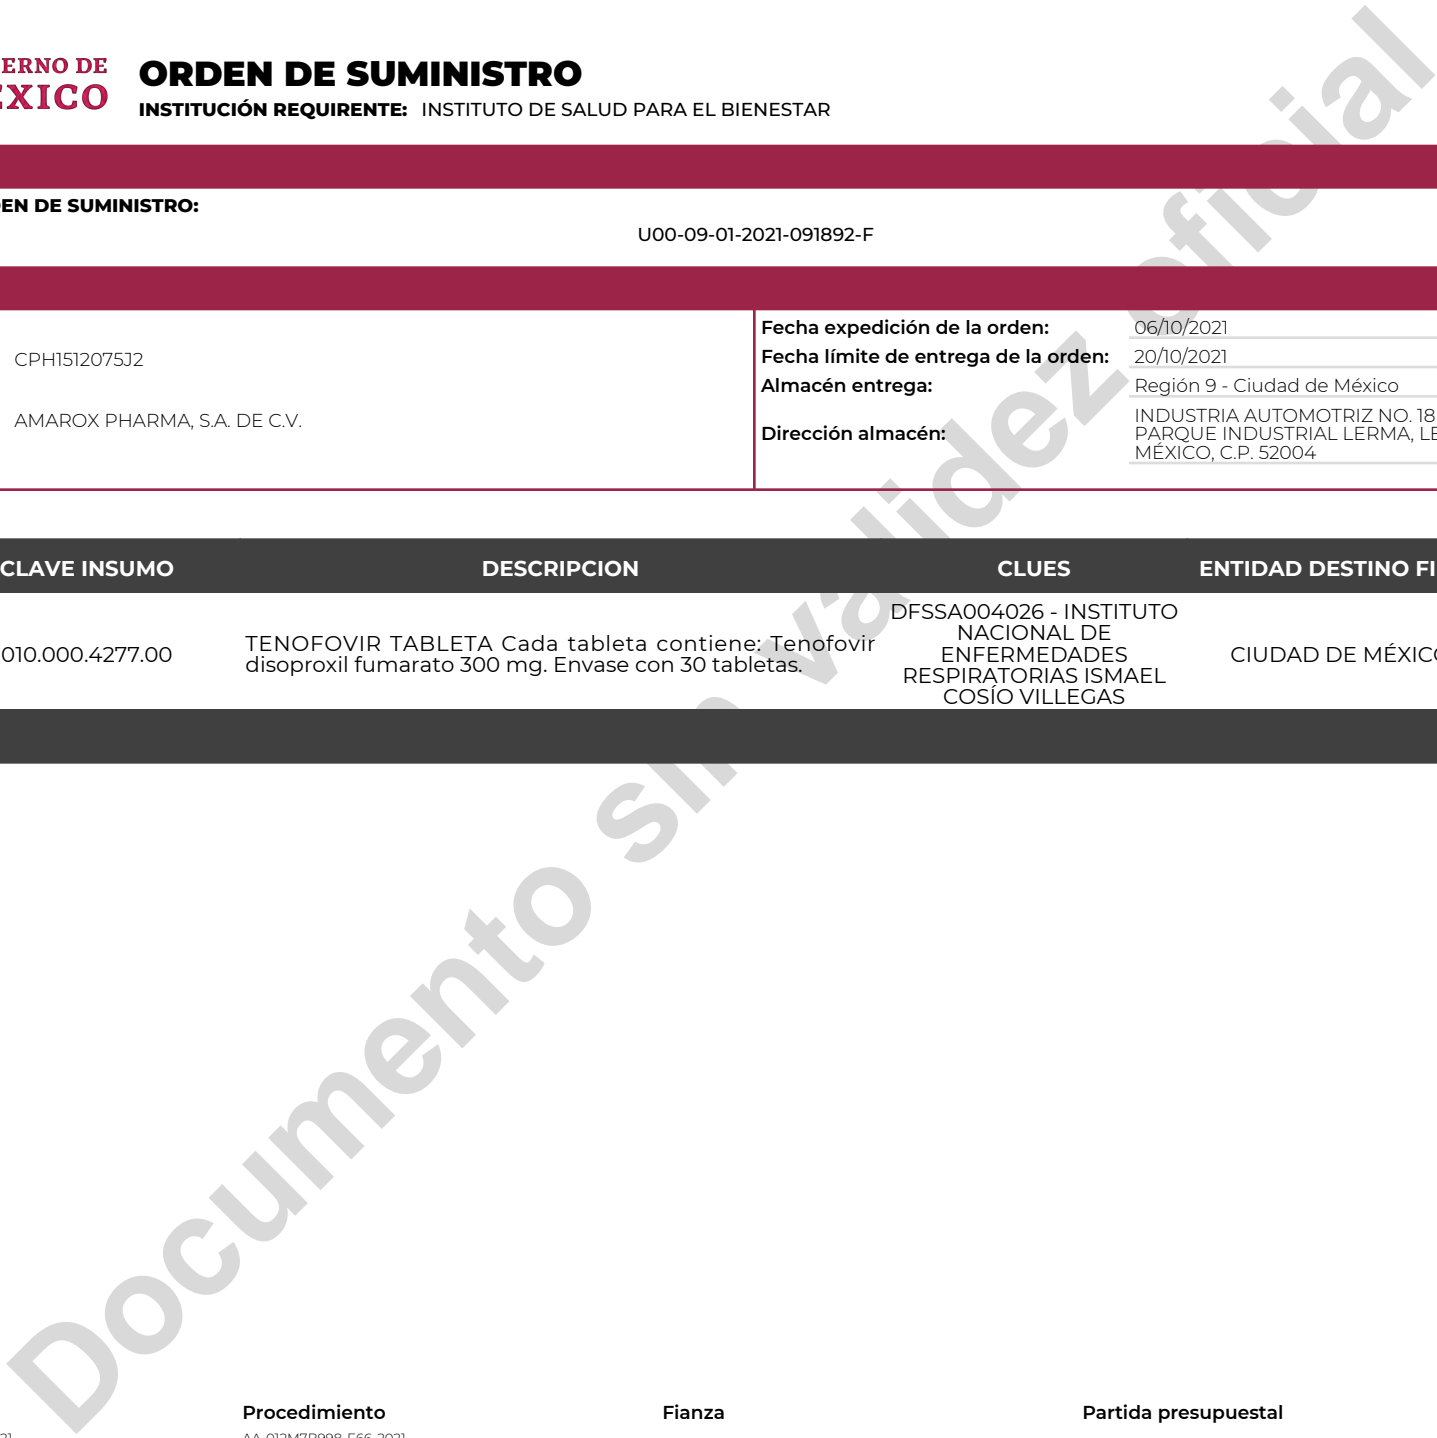 ERNO DE
ÉXICO
ORDEN DE SUMINISTRO
INSTITUCIÓN REQUIRENTE: INSTITUTO DE SALUD PARA EL BIENESTAR
EN DE SUMINISTRO:
U00-09-01-2021-091892-F
CPH1512075J2
AMAROX PHARMA, S.A. DE C.V.
Fecha expedición de la orden: 06/10/2021
Fecha límite de entrega de la orden: 20/10/2021
Almacén entrega: Región 9 - Ciudad de México
Dirección almacén:
INDUSTRIA AUTOMOTRIZ NO. 18
PARQUE INDUSTRIAL LERMA, LE
MÉXICO, C.P. 52004
CLAVE INSUMO DESCRIPCION CLUES ENTIDAD DESTINO FI
010.000.4277.00
TENOFOVIR TABLETA Cada tableta contiene: Tenofovir
disoproxil fumarato 300 mg. Envase con 30 tabletas.
DFSSA004026 - INSTITUTO
NACIONAL DE
ENFERMEDADES
RESPIRATORIAS ISMAEL
COSÍO VILLEGAS
CIUDAD DE MÉXICO
Documento sin validez oficial
Procedimiento Fianza Partida presupuestal